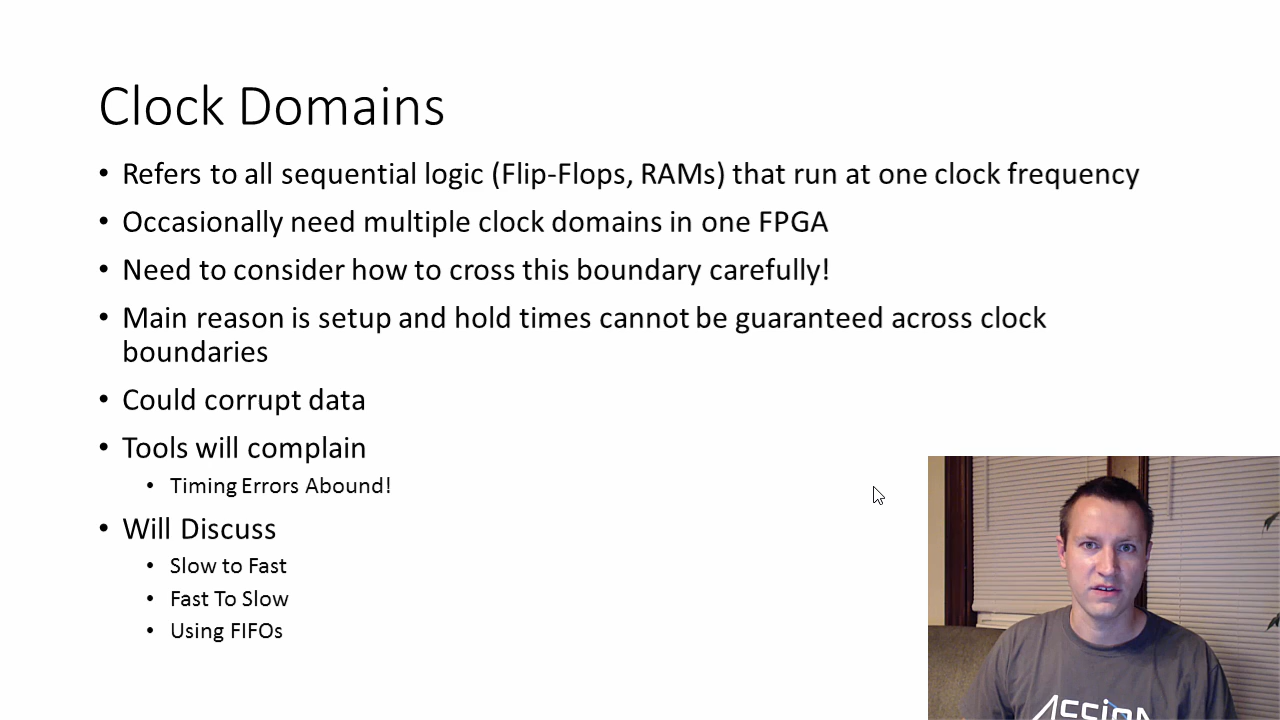 Clock Domains
• Refers to all sequential logic (Flip-Flops, RAMs) that run at one clock frequency
• Occasionally need multiple clock domains in one FPGA
• Need to consider how to cross this boundary carefully!
• Main reason is setup and hold times cannot be guaranteed across clock
boundaries
• Could corrupt data
• Tools will complain
• Timing Errors Abound!
• Will Discuss
• Slow to Fast
• Fast To Slow
• Using FIFOs